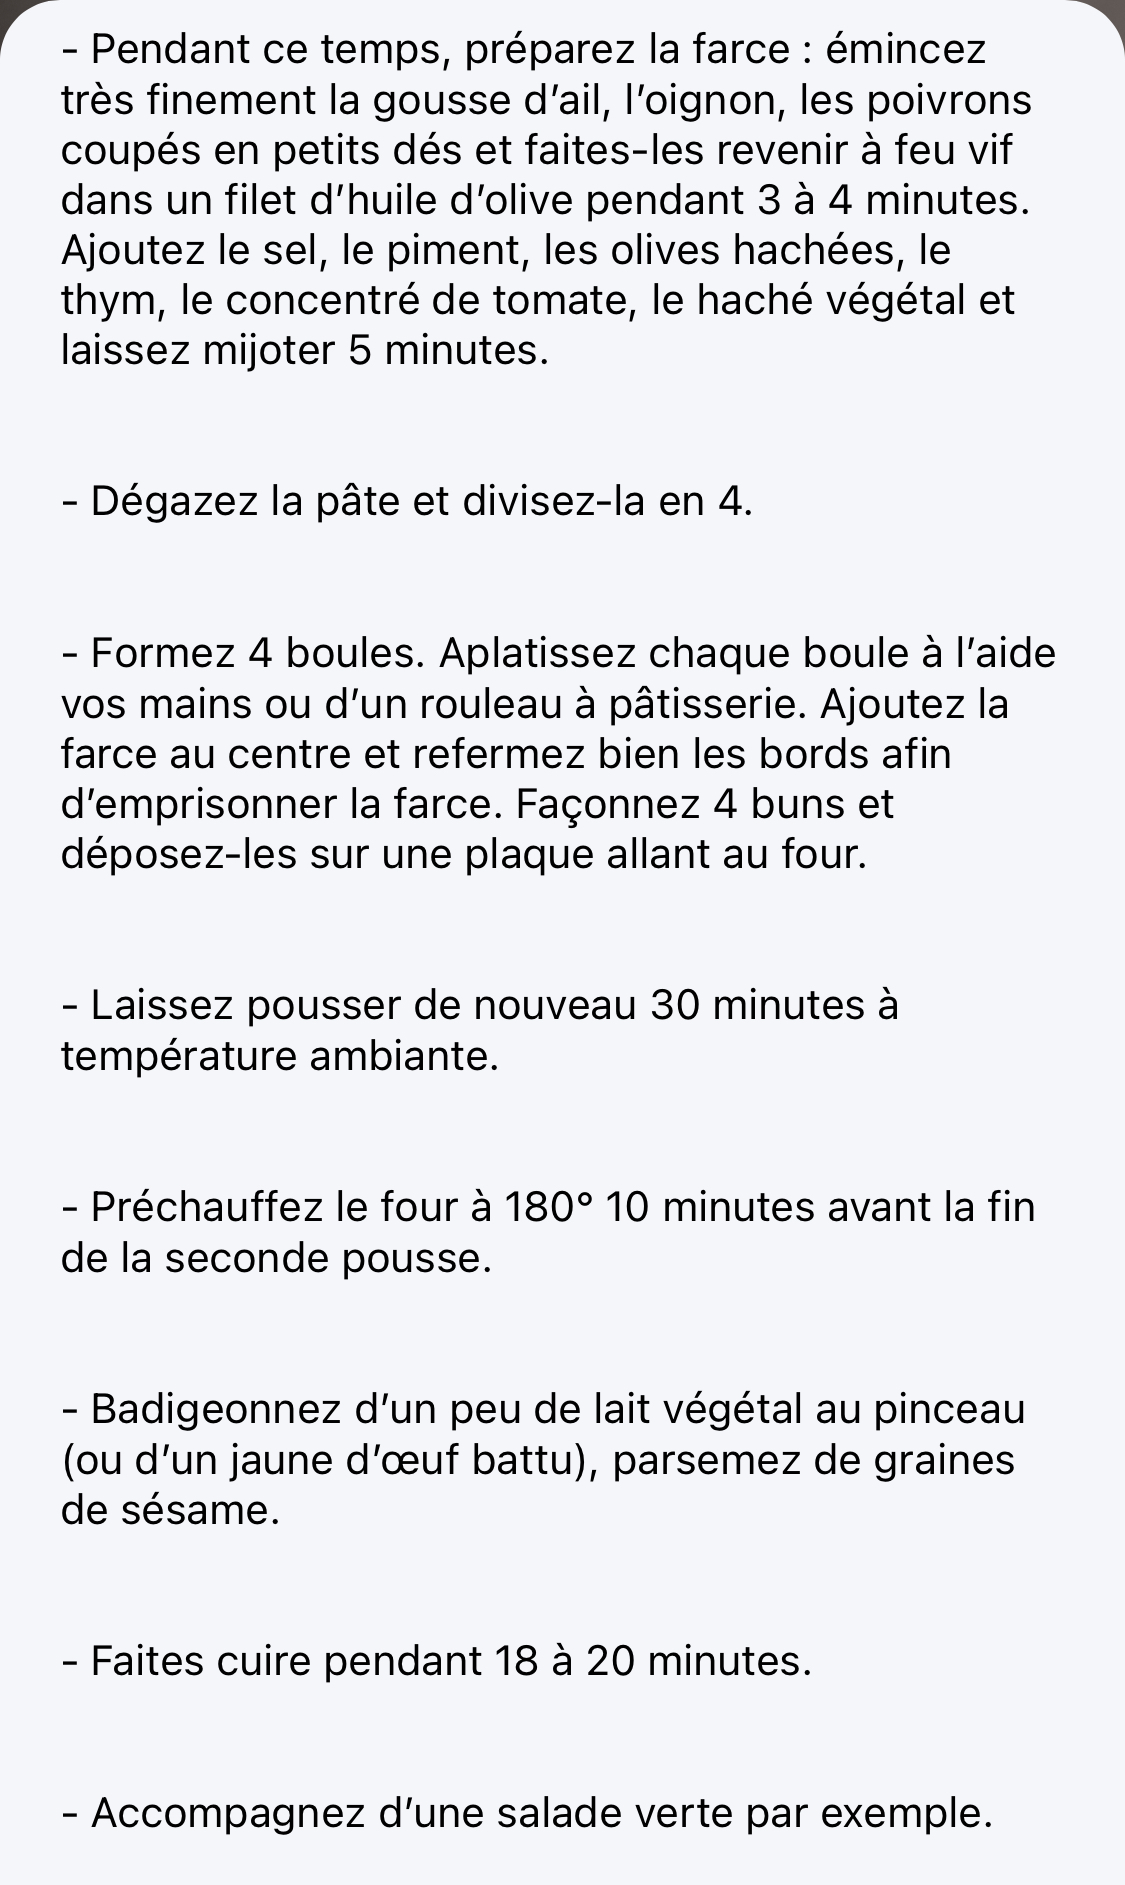 - Pendant ce temps, préparez la farce : émincez
très finement la gousse d’ail, l’oignon, les poivrons
coupés en petits dés et faites-les revenir à feu vif
dans un filet d’huile d’olive pendant 3 à 4 minutes.
Ajoutez le sel, le piment, les olives hachées, le
thym, le concentré de tomate, le haché végétal et
laissez mijoter 5 minutes.
- Dégazez la pâte et divisez-la en 4.
- Formez 4 boules. Aplatissez chaque boule à l’aide
vos mains ou d’un rouleau à pâtisserie. Ajoutez la
farce au centre et refermez bien les bords afin
d’emprisonner la farce. Façonnez 4 buns et
déposez-les sur une plaque allant au four.
- Laissez pousser de nouveau 30 minutes à
température ambiante.
- Préchauffez le four à 180° 10 minutes avant la fin
de la seconde pousse.
- Badigeonnez d’un peu de lait végétal au pinceau
(ou d’un jaune d’œuf battu), parsemez de graines
de sésame.
- Faites cuire pendant 18 à 20 minutes.
- Accompagnez d’une salade verte par exemple.